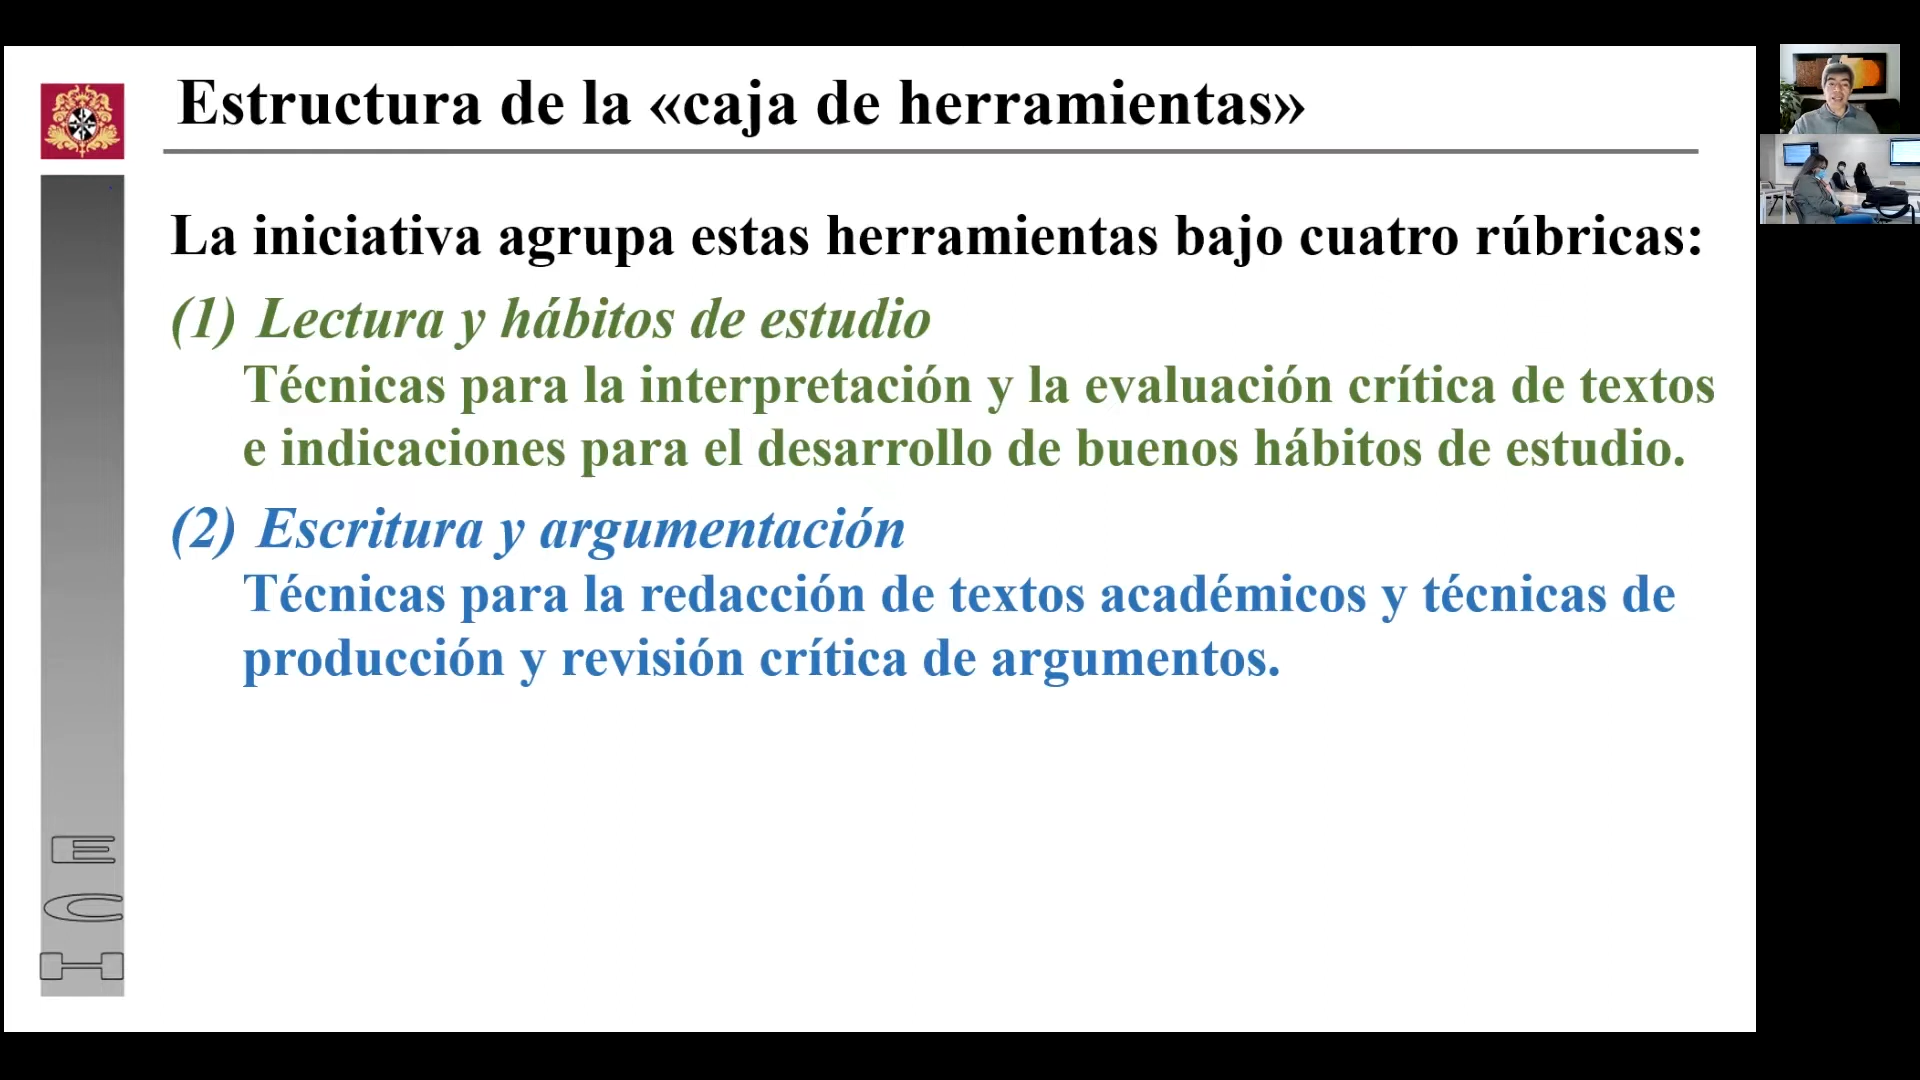 Estructura de la «caja de herramientas»
La iniciativa agrupa estas herramientas bajo cuatro rúbricas:
(1) Lectura y hábitos de estudio
Técnicas para la interpretación y la evaluación crítica de textos
e indicaciones para el desarrollo de buenos hábitos de estudio.
(2) Escritura y argumentación
Técnicas para la redacción de textos académicos y técnicas de
producción y revisión crítica de argumentos.
E
C
H